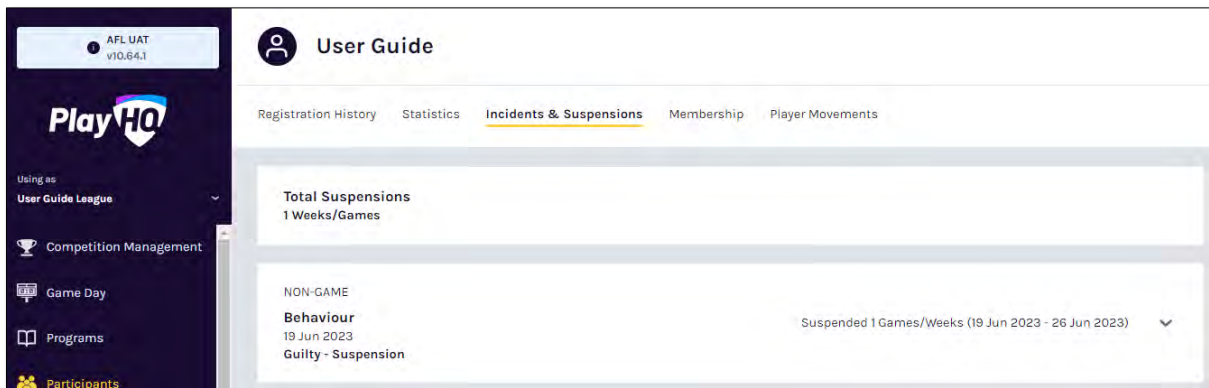 AFL UAT
v10.64.1
PlayHQ
Using as
User Guide League
Competition Management
Game Day
Programs
Participants
User Guide
Registration History Statistics Incidents & Suspensions Membership Player Movements
Total Suspensions
1 Weeks/Games
NON-GAME
Behaviour
19 Jun 2023
Guilty - Suspension
Suspended 1 Games/Weeks (19 Jun 2023 - 26 Jun 2023)